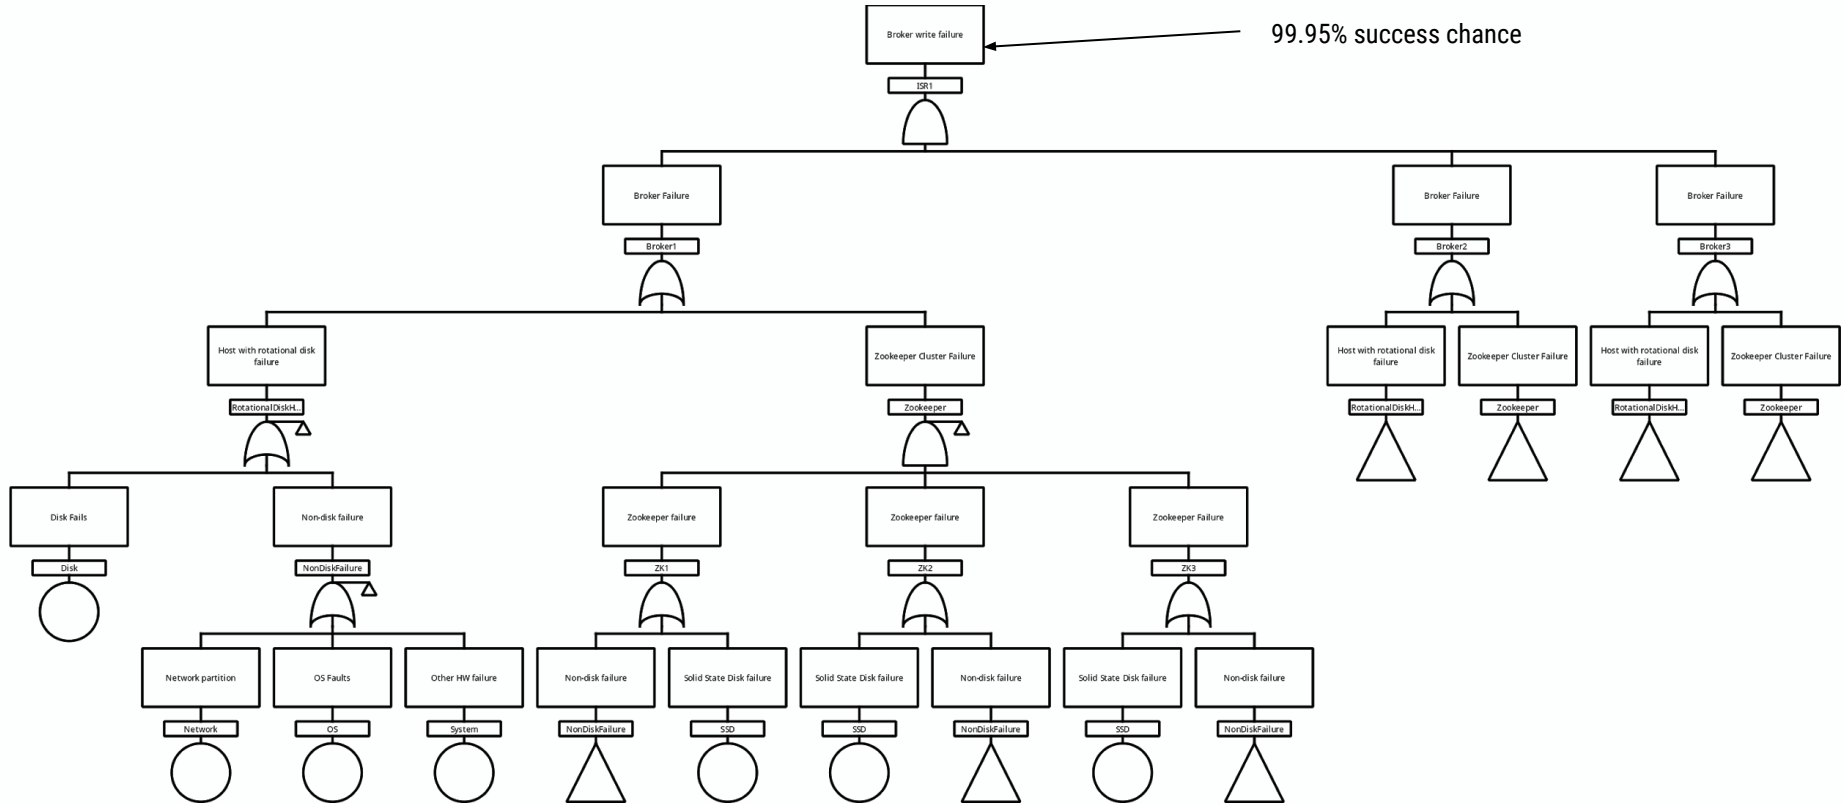 Broker write failure
99.95% success chance
ISR1
Broker Failure
Broker Failure
Broker Failure
Broker1
Broker2
Broker3
Host with rotational disk
failure
Zookeeper Cluster Failure
Host with rotational disk
failure
Zookeeper Cluster Failure
Host with rotational disk
failure
Zookeeper Cluster Failure
RotationalDiskH...
Zookeeper
RotationalDiskH...
Zookeeper
RotationalDiskH...
Zookeeper
Disk Fails
Non-disk failure
Zookeeper failure
Zookeeper failure
Zookeeper Failure
Disk
NonDiskFailure
ZK1
ZK2
ZK3
Network partition
OS Faults
Other HW failure
Non-disk failure
Solid State Disk failure
Solid State Disk failure
Non-disk failure
Solid State Disk failure
Non-disk failure
Network
OS
System
NonDiskFailure
SSD
SSD
NonDiskFailure
SSD
NonDiskFailure